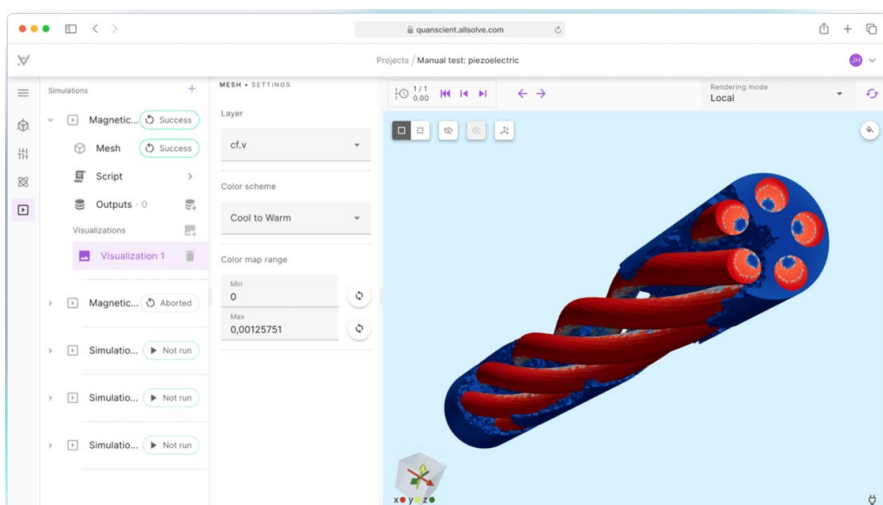 quanscient.allsolve.com
Projects / Manual test: piezoelectric
JH
Simulations
+
Magnetic... Success
Mesh Success
Script
Outputs · 0
Visualizations
Visualization 1
Magnetic... Aborted
Simulatio... Not run
Simulatio... Not run
Simulatio... Not run
MESH • SETTINGS
Layer
cf.v
Color scheme
Cool to Warm
Color map range
Min
0
Max
0,00125751
1/1
0.00
Rendering mode
Local
x y z